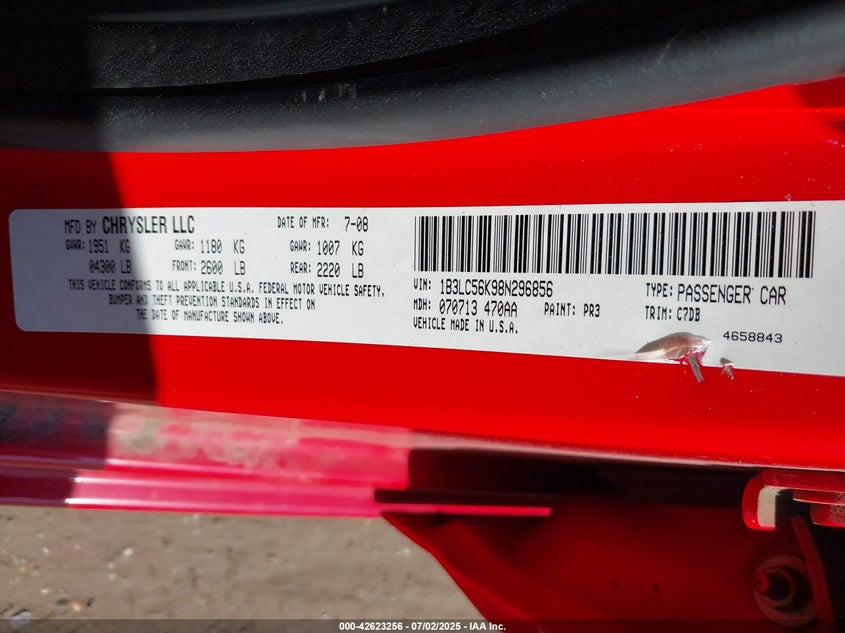 MFD BY CHRYSLER LLC DATE OF MFR: 7-08
GVWR: 1951 KG GAWR: 1180 KG GAWR: 1007 KG
04300 LB FRONT: 2600 LB REAR: 2220 LB
THIS VEHICLE CONFORMS TO ALL APPLICABLE U.S.A. FEDERAL MOTOR VEHICLE SAFETY,
BUMPER AND THEFT PREVENTION STANDARDS IN EFFECT ON
THE DATE OF MANUFACTURE SHOWN ABOVE.
VIN: 1B3LC56K98N296856 TYPE: PASSENGER CAR
MDH: 070713 470AA PAINT: PR3 TRIM: C7DB
VEHICLE MADE IN U.S.A.
4658843
000-42623256 - 07/02/2025 - IAA Inc.